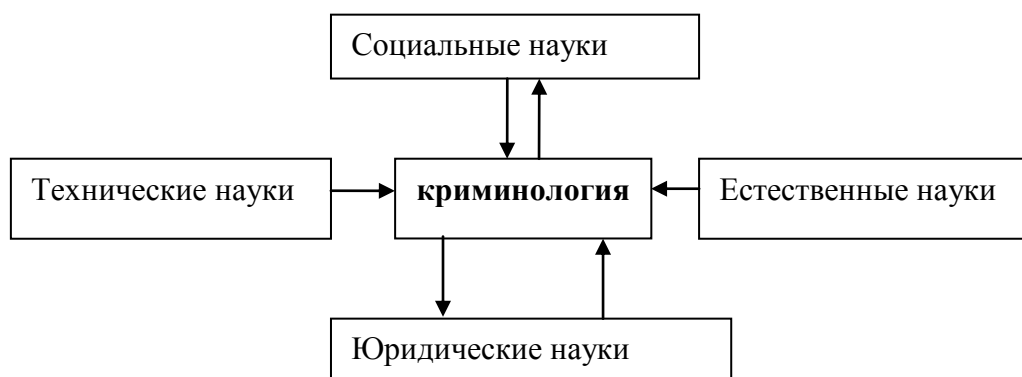 Социальные науки
Технические науки
криминология
Естественные науки
Юридические науки